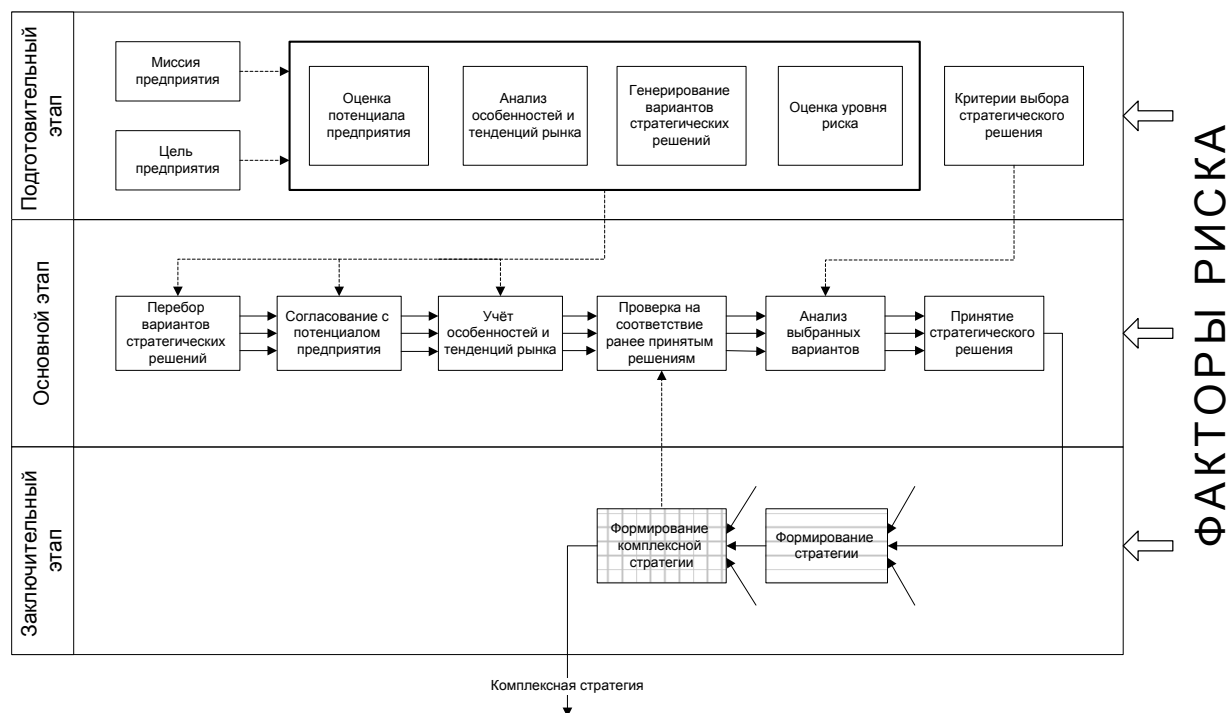 Подготовительный
этап
Миссия
предприятия
Цель
предприятия
Оценка
потенциала
предприятия
Анализ
особенностей и
тенденций рынка
Генерирование
вариантов
стратегических
решений
Оценка уровня
риска
Критерии выбора
стратегического
решения
Основной этап
Перебор
вариантов
стратегических
решений
Согласование с
потенциалом
предприятия
Учёт
особенностей и
тенденций рынка
Проверка на
соответствие
ранее принятым
решениям
Анализ
выбранных
вариантов
Принятие
стратегического
решения
Заключительный
этап
Формирование
комплексной
стратегии
Формирование
стратегии
Комплексная стратегия
ФАКТОРЫ РИСКА